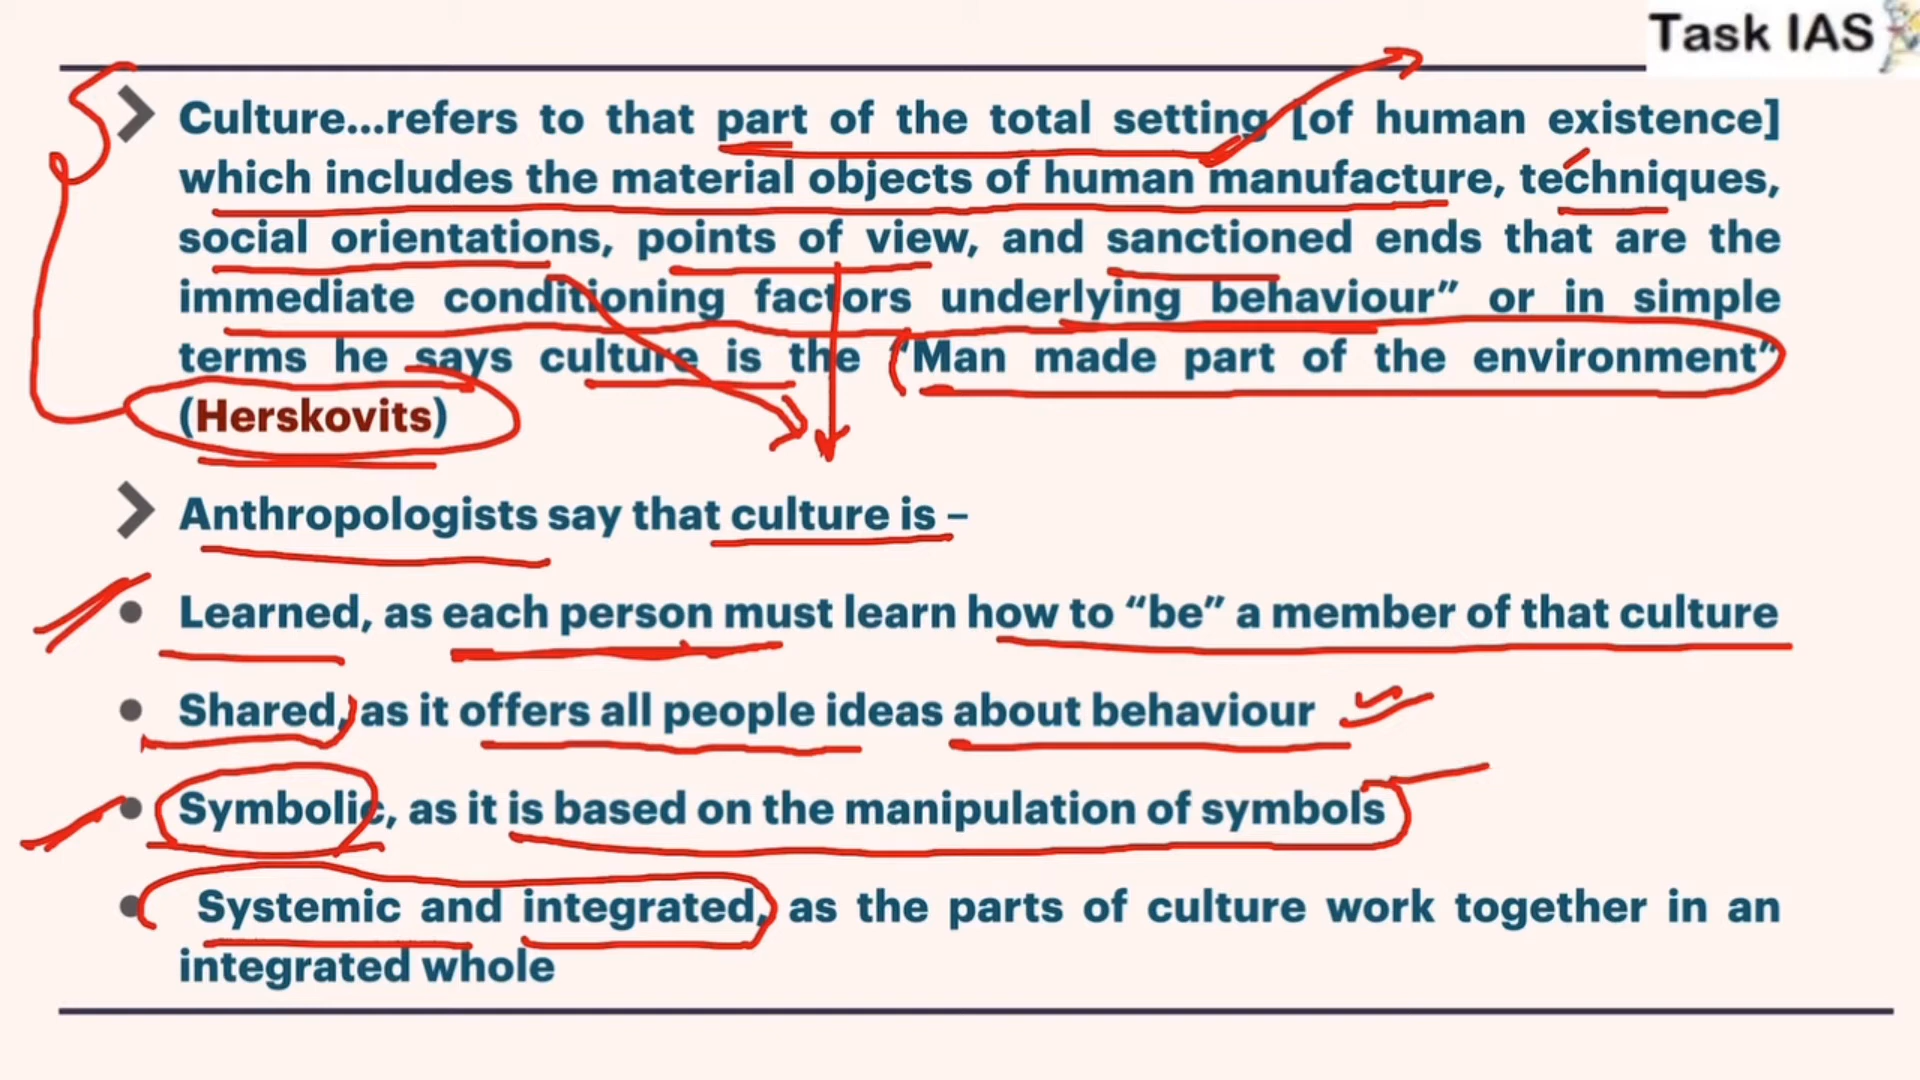 Task IAS
Culture...refers to that part of the total setting [of human existence]
which includes the material objects of human manufacture, techniques,
social orientations, points of view, and sanctioned ends that are the
immediate conditioning factors underlying behaviour” or in simple
terms he says culture is the “Man made part of the environment”
(Herskovits)
Anthropologists say that culture is –
Learned, as each person must learn how to “be” a member of that culture
Shared, as it offers all people ideas about behaviour
Symbolic, as it is based on the manipulation of symbols
Systemic and integrated, as the parts of culture work together in an
integrated whole